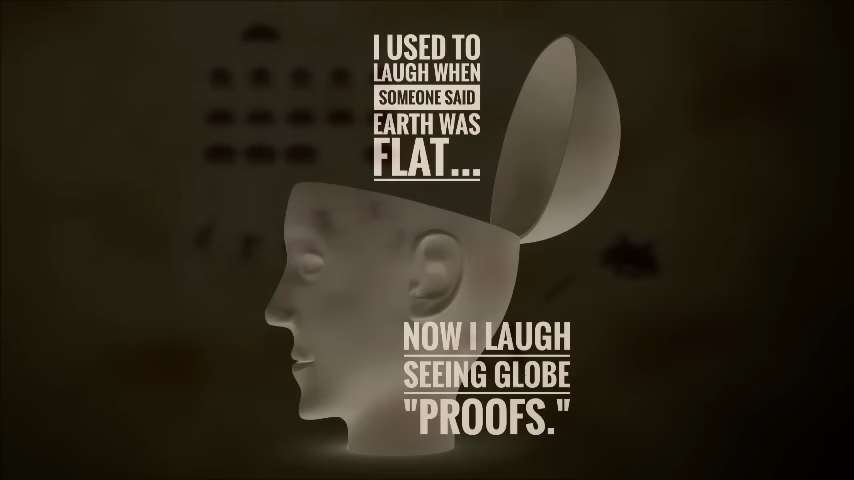 I USED TO
LAUGH WHEN
SOMEONE SAID
EARTH WAS
FLAT...
NOW I LAUGH
SEEING GLOBE
"PROOFS."